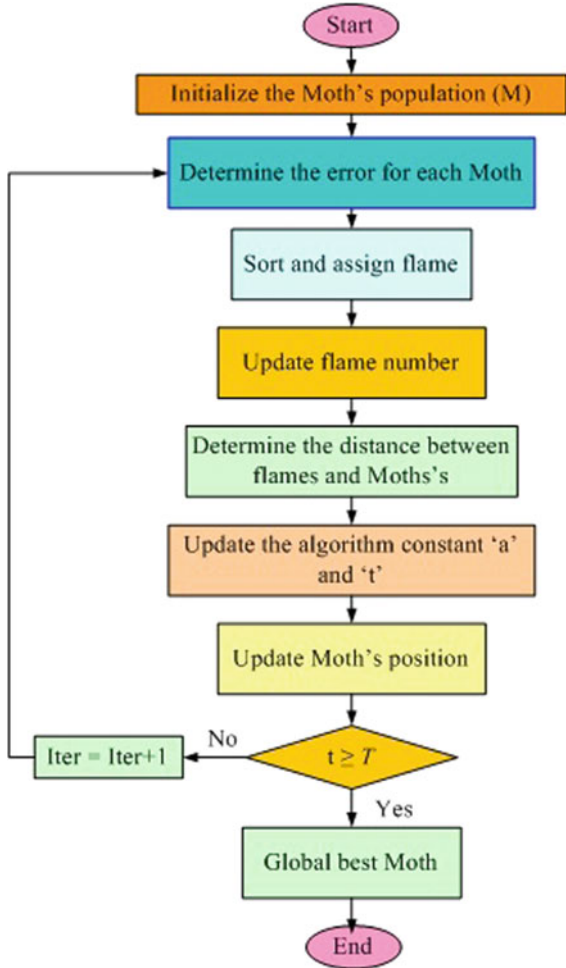 Start
Initialize the Moth's population (M)
Determine the error for each Moth
Sort and assign flame
Update flame number
Determine the distance between
flames and Moths's
Update the algorithm constant ‘a’
and ‘t’
Update Moth's position
No
Iter = Iter+1
t ≥ T
Yes
Global best Moth
End